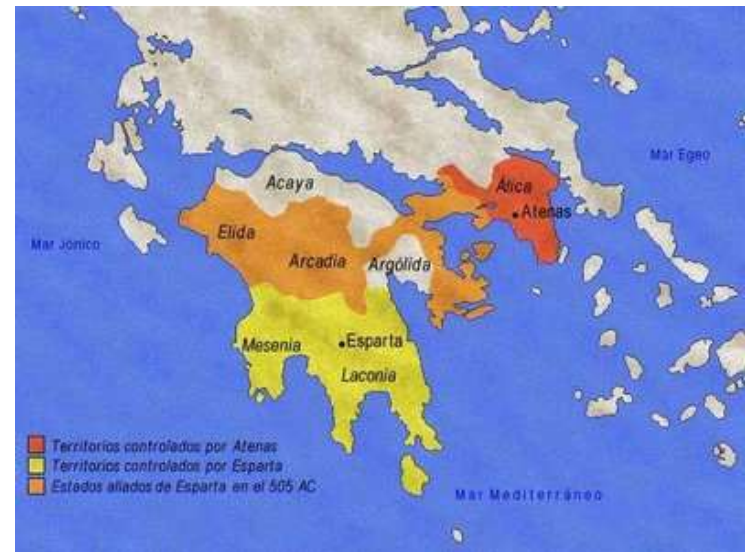 Mar Egeo
Acaya
Ática
Atenas
Elida
Mar Jónico
Arcadia
Argólida
Mesenia
Esparta
Laconia
Territorios controlados por Atenas
Territorios controlados por Esparta
Estados aliados de Esparta en el 505 AC
Mar Mediterráneo